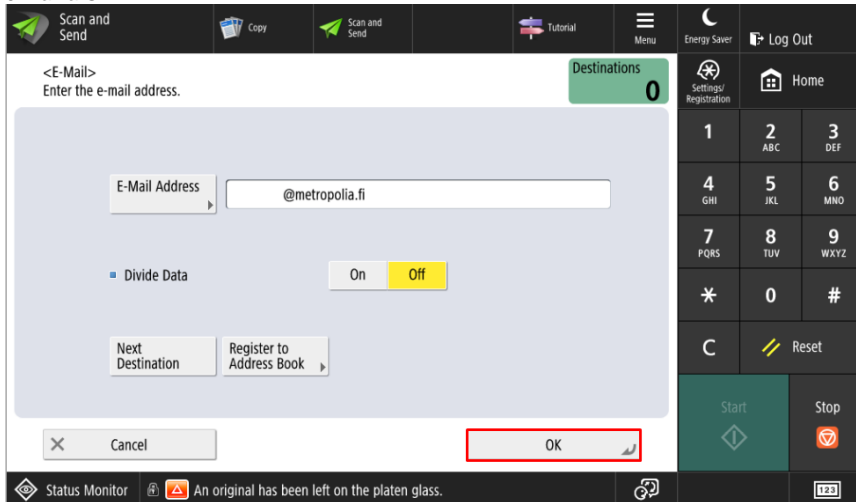 Scan and
Send
Copy
Scan and
Send
Tutorial
Menu
Energy Saver
Log Out
<E-Mail>
Enter the e-mail address.
Destinations
0
Settings/
Registration
Home
E-Mail Address
@metropolia.fi
Divide Data
On
Off
Next
Destination
Register to
Address Book
Cancel
OK
1
2
ABC
3
DEF
4
GHI
5
JKL
6
MNO
7
PQRS
8
TUV
9
WXYZ
*
0
#
C
Reset
Start
Stop
Status Monitor
An original has been left on the platen glass.
123